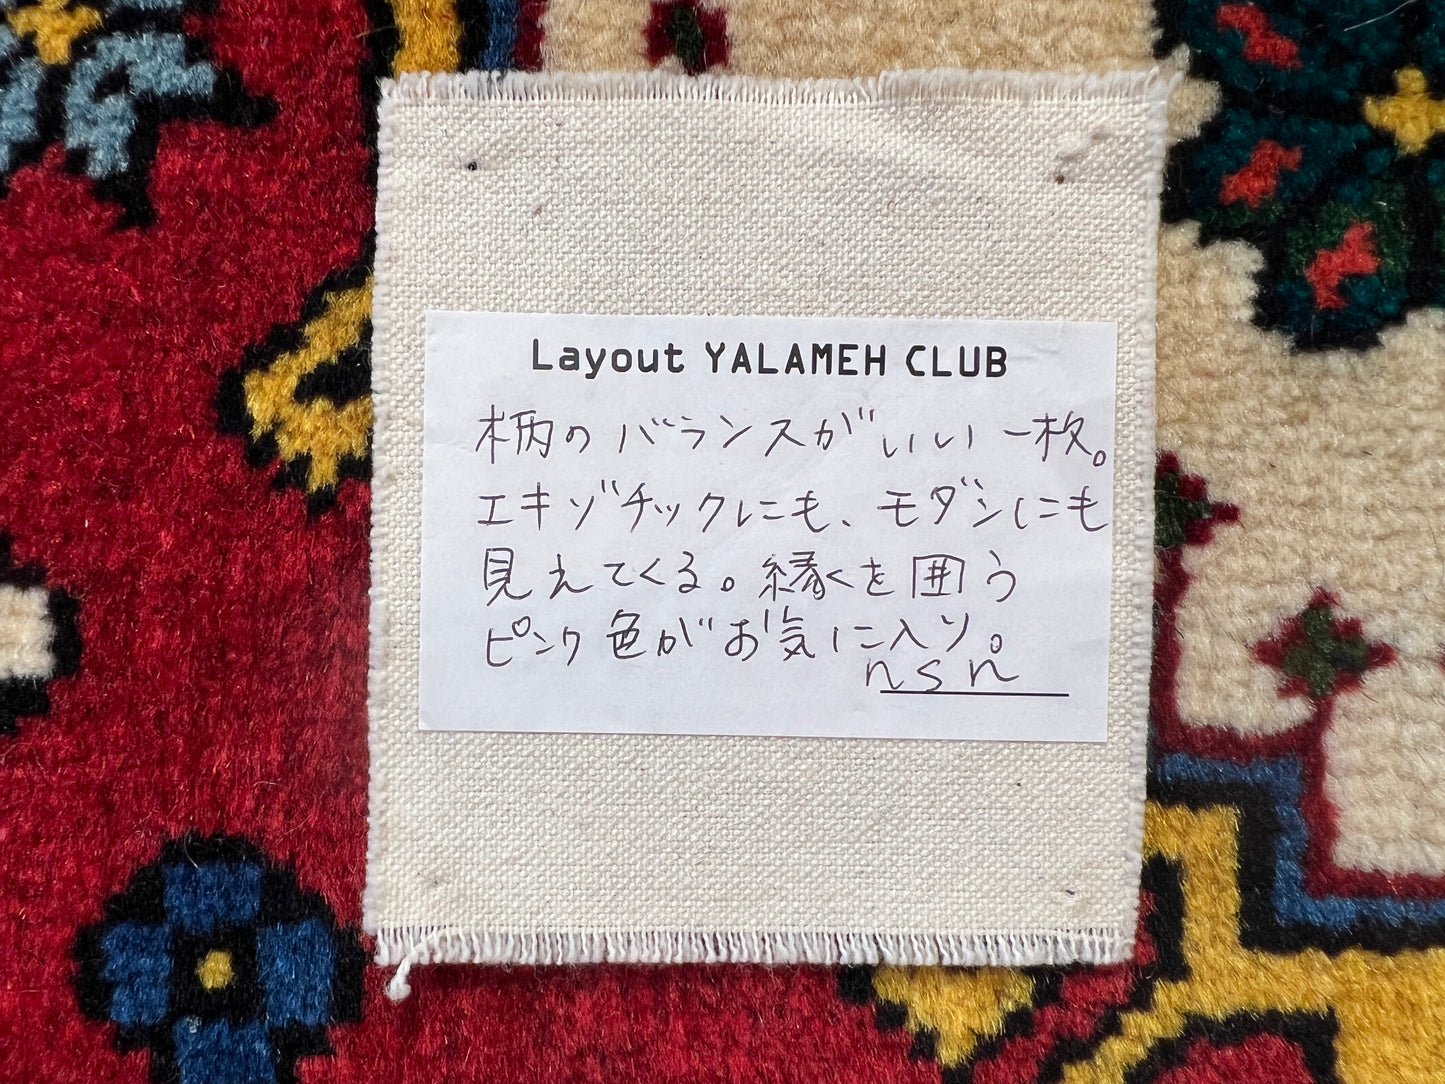 Layout YALAMEH CLUB
柄のバランスがいい一枚。
エキゾチックにも、モダンにも
見えてくる。縁くを囲う
ピンク色がお気に入り。
nsn